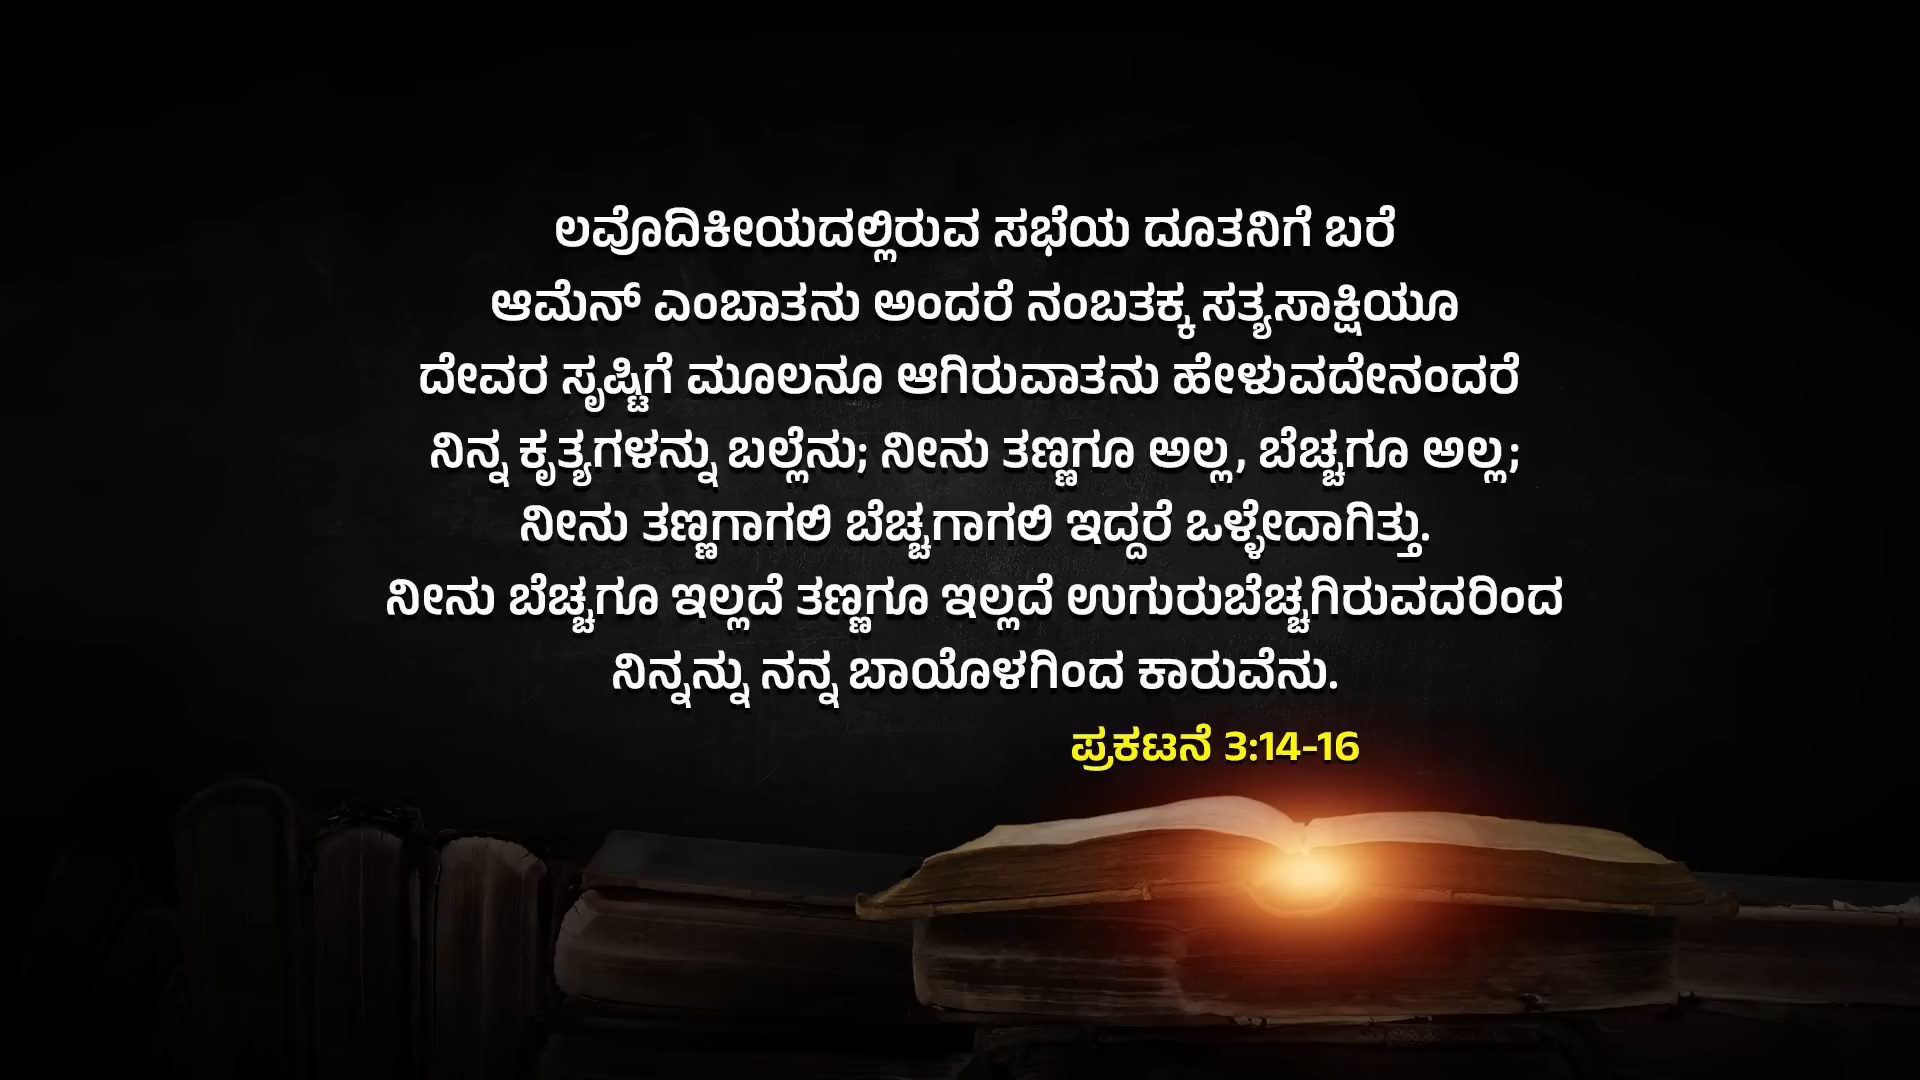 ಲವೊದಿಕೀಯದಲ್ಲಿರುವ ಸಭೆಯ ದೂತನಿಗೆ ಬರೆ
ಆಮೆನ್ ಎಂಬಾತನು ಅಂದರೆ ನಂಬತಕ್ಕ ಸತ್ಯಸಾಕ್ಷಿಯೂ
ದೇವರ ಸೃಷ್ಟಿಗೆ ಮೂಲನೂ ಆಗಿರುವಾತನು ಹೇಳುವದೇನಂದರೆ
ನಿನ್ನ ಕೃತ್ಯಗಳನ್ನು ಬಲ್ಲೆನು; ನೀನು ತಣ್ಣಗೂ ಅಲ್ಲ, ಬೆಚ್ಚಗೂ ಅಲ್ಲ;
ನೀನು ತಣ್ಣಗಾಗಲಿ ಬೆಚ್ಚಗಾಗಲಿ ಇದ್ದರೆ ಒಳ್ಳೇದಾಗಿತ್ತು.
ನೀನು ಬೆಚ್ಚಗೂ ಇಲ್ಲದೆ ತಣ್ಣಗೂ ಇಲ್ಲದೆ ಉಗುರುಬೆಚ್ಚಗಿರುವದರಿಂದ
ನಿನ್ನನ್ನು ನನ್ನ ಬಾಯೊಳಗಿಂದ ಕಾರುವೆನು.
ಪ್ರಕಟನೆ 3:14-16